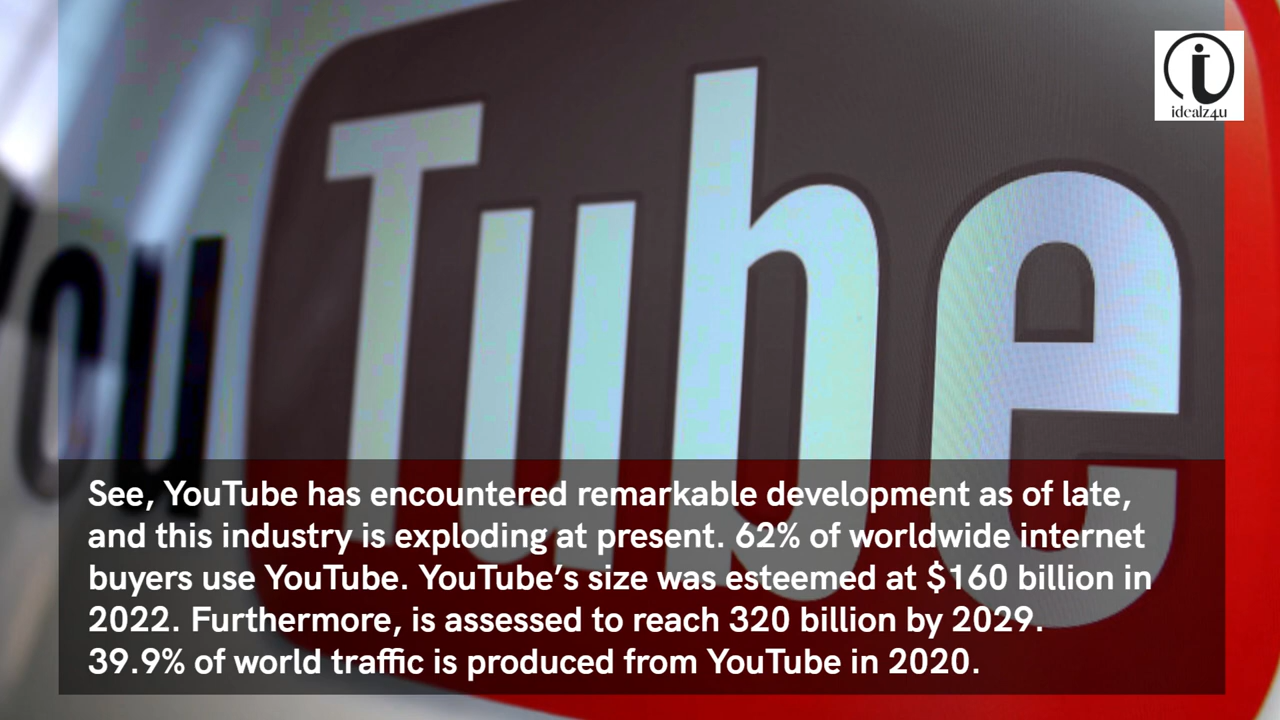 You
Tube
idealz4u
See, YouTube has encountered remarkable development as of late,
and this industry is exploding at present. 62% of worldwide internet
buyers use YouTube. YouTube’s size was esteemed at $160 billion in
2022. Furthermore, is assessed to reach 320 billion by 2029.
39.9% of world traffic is produced from YouTube in 2020.